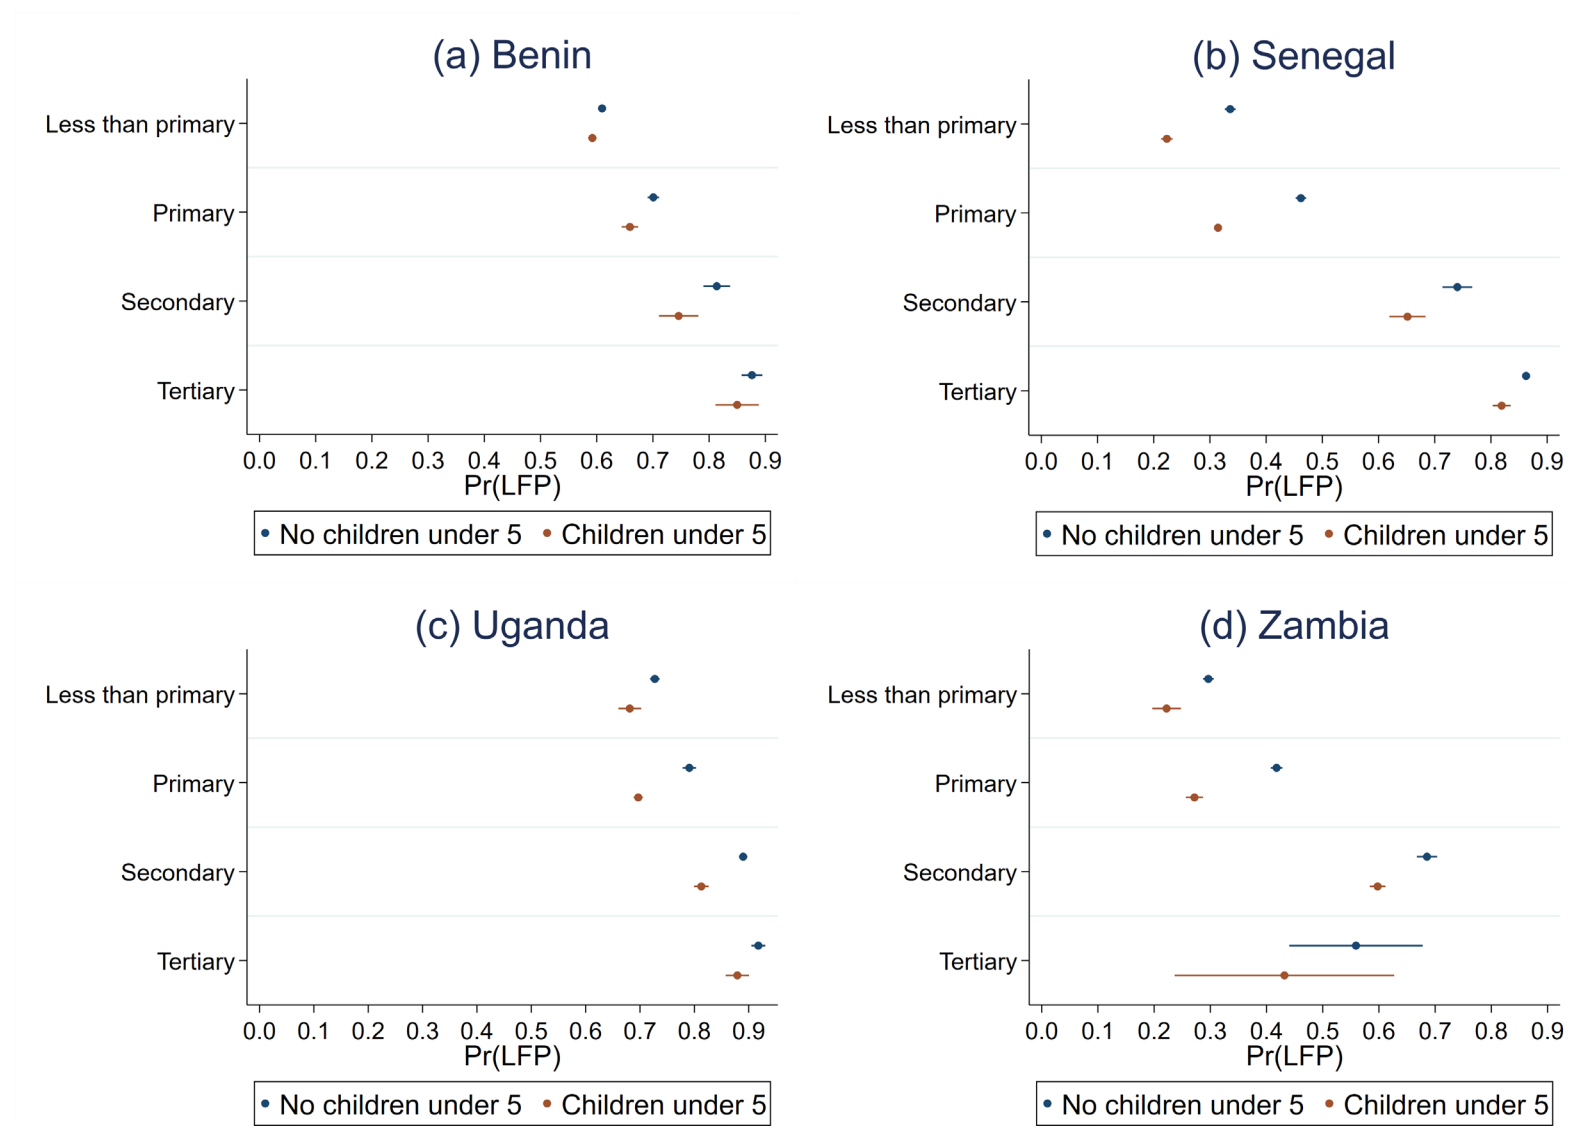 (a) Benin
Less than primary
Primary
Secondary
Tertiary
0.0 0.1 0.2 0.3 0.4 0.5 0.6 0.7 0.8 0.9
Pr(LFP)
No children under 5 Children under 5
(b) Senegal
Less than primary
Primary
Secondary
Tertiary
0.0 0.1 0.2 0.3 0.4 0.5 0.6 0.7 0.8 0.9
Pr(LFP)
No children under 5 Children under 5
(c) Uganda
Less than primary
Primary
Secondary
Tertiary
0.0 0.1 0.2 0.3 0.4 0.5 0.6 0.7 0.8 0.9
Pr(LFP)
No children under 5 Children under 5
(d) Zambia
Less than primary
Primary
Secondary
Tertiary
0.0 0.1 0.2 0.3 0.4 0.5 0.6 0.7 0.8 0.9
Pr(LFP)
No children under 5 Children under 5